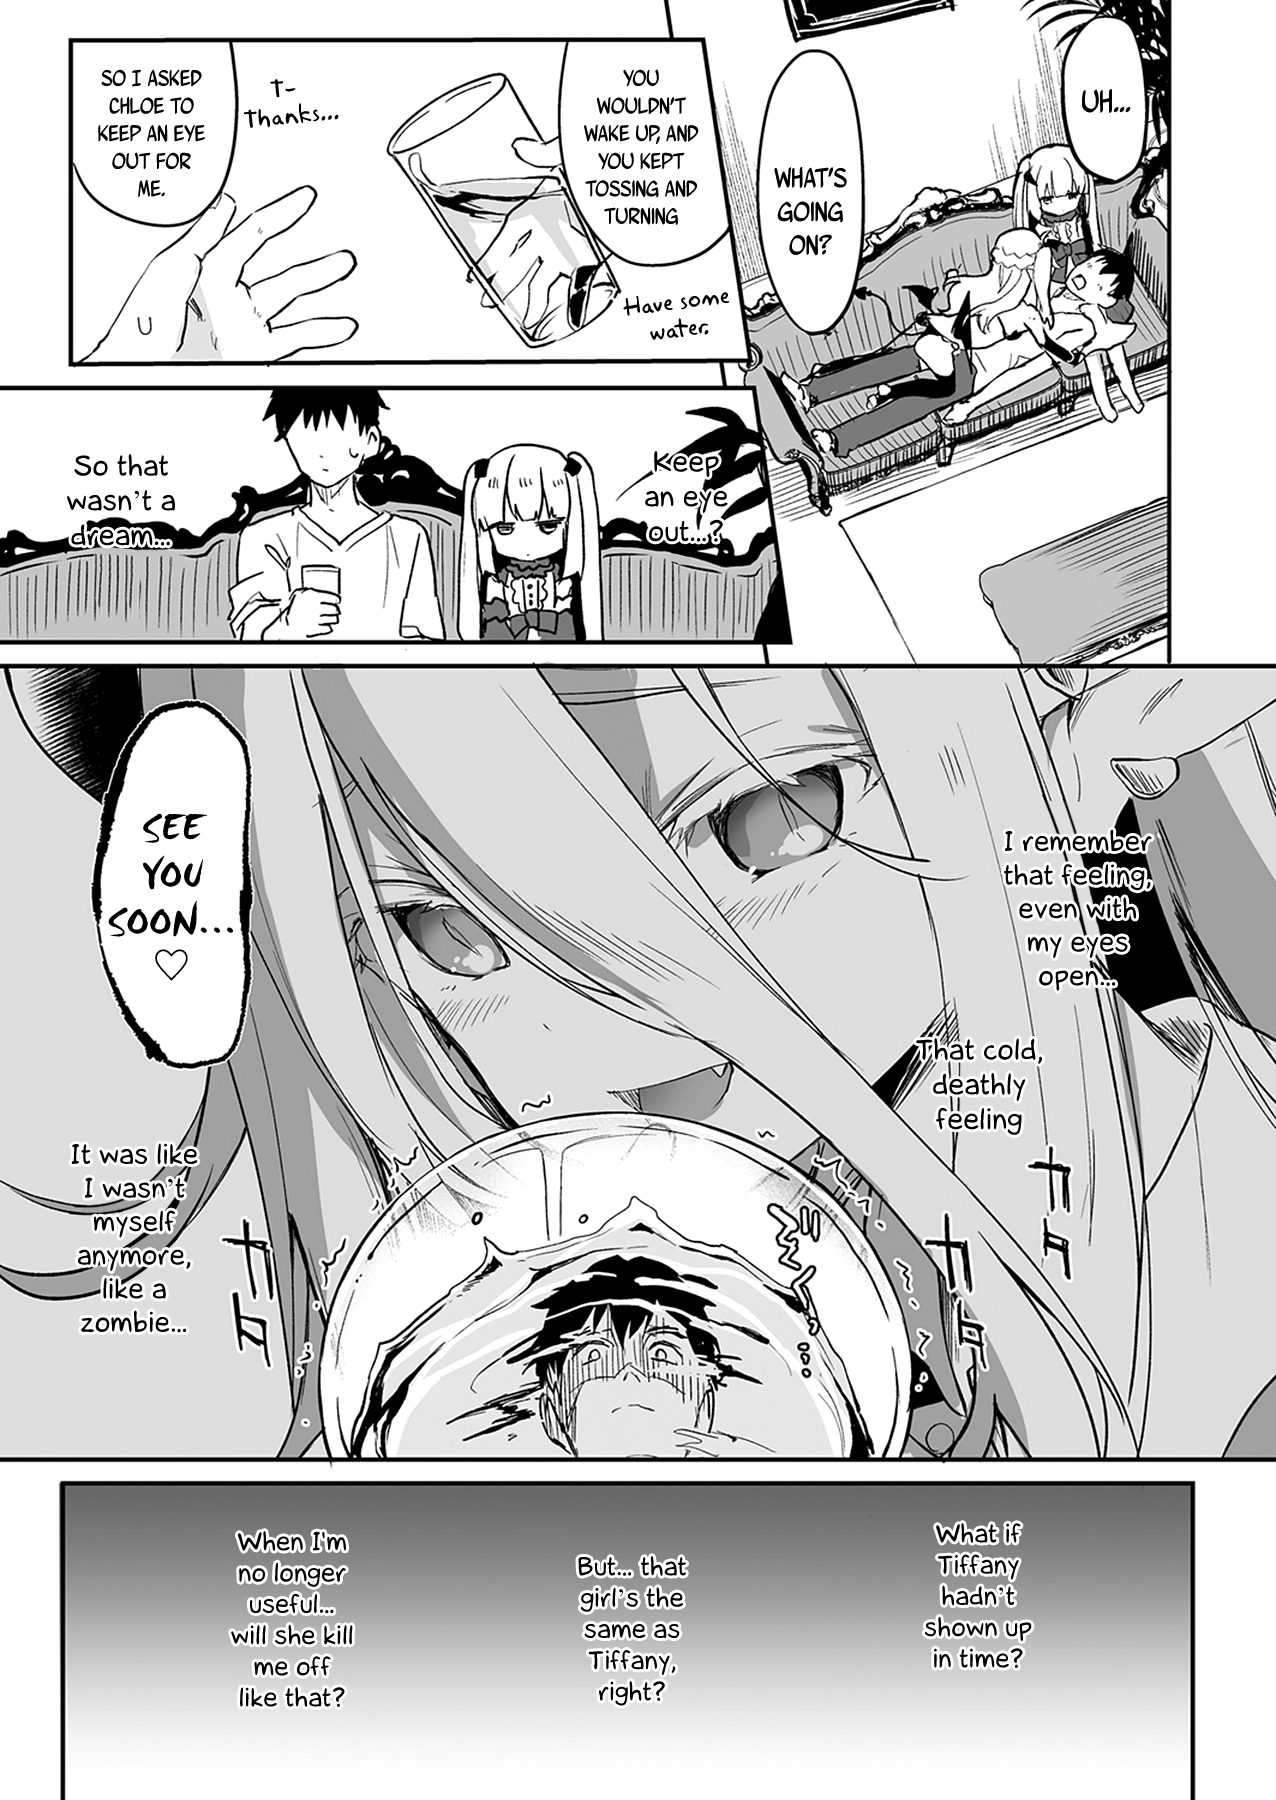 UH...
WHAT'S
GOING
ON?
YOU
WOULDN'T
WAKE UP, AND
YOU KEPT
TOSSING AND
TURNING
Have some
water.
T-
Thanks...
SO I ASKED
CHLOE TO
KEEP AN EYE
OUT FOR
ME.
Keep
an eye
out...?
So that
wasn't a
dream...
I remember
that feeling,
even with
my eyes
open...
That cold,
deathly
feeling
SEE
YOU
SOON...
♡
It was like
I wasn't
myself
anymore,
like a
zombie...
カタ
カタ
What if
Tiffany
hadn't
shown up
in time?
But... that
girl's the
same as
Tiffany,
right?
When I'm
no longer
useful...
will she kill
me off
like that?